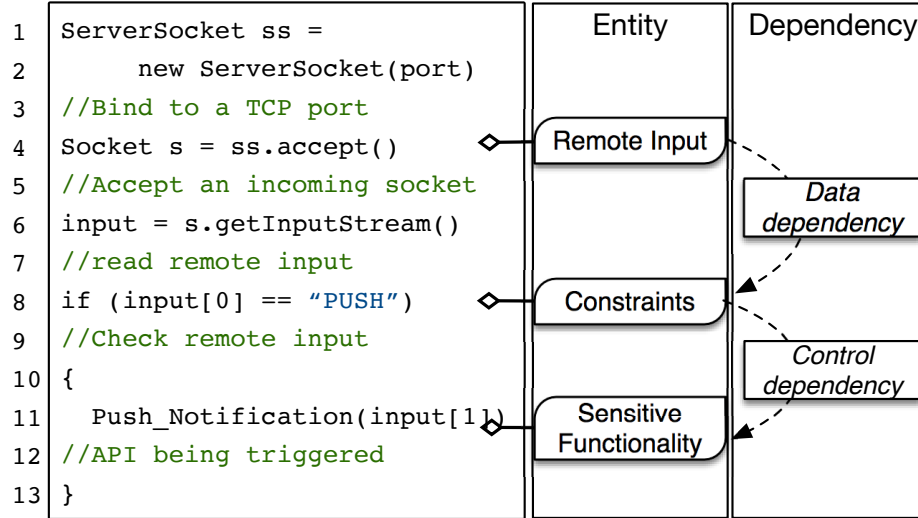 Entity
Dependency
1 ServerSocket ss =
2 new ServerSocket(port)
3 //Bind to a TCP port
4 Socket s = ss.accept()
5 //Accept an incoming socket
6 input = s.getInputStream()
7 //read remote input
8 if (input[0] == “PUSH”)
9 //Check remote input
10 {
11 Push_Notification(input[1])
12 //API being triggered
13 }
Remote Input
Data
dependency
Constraints
Control
dependency
Sensitive
Functionality